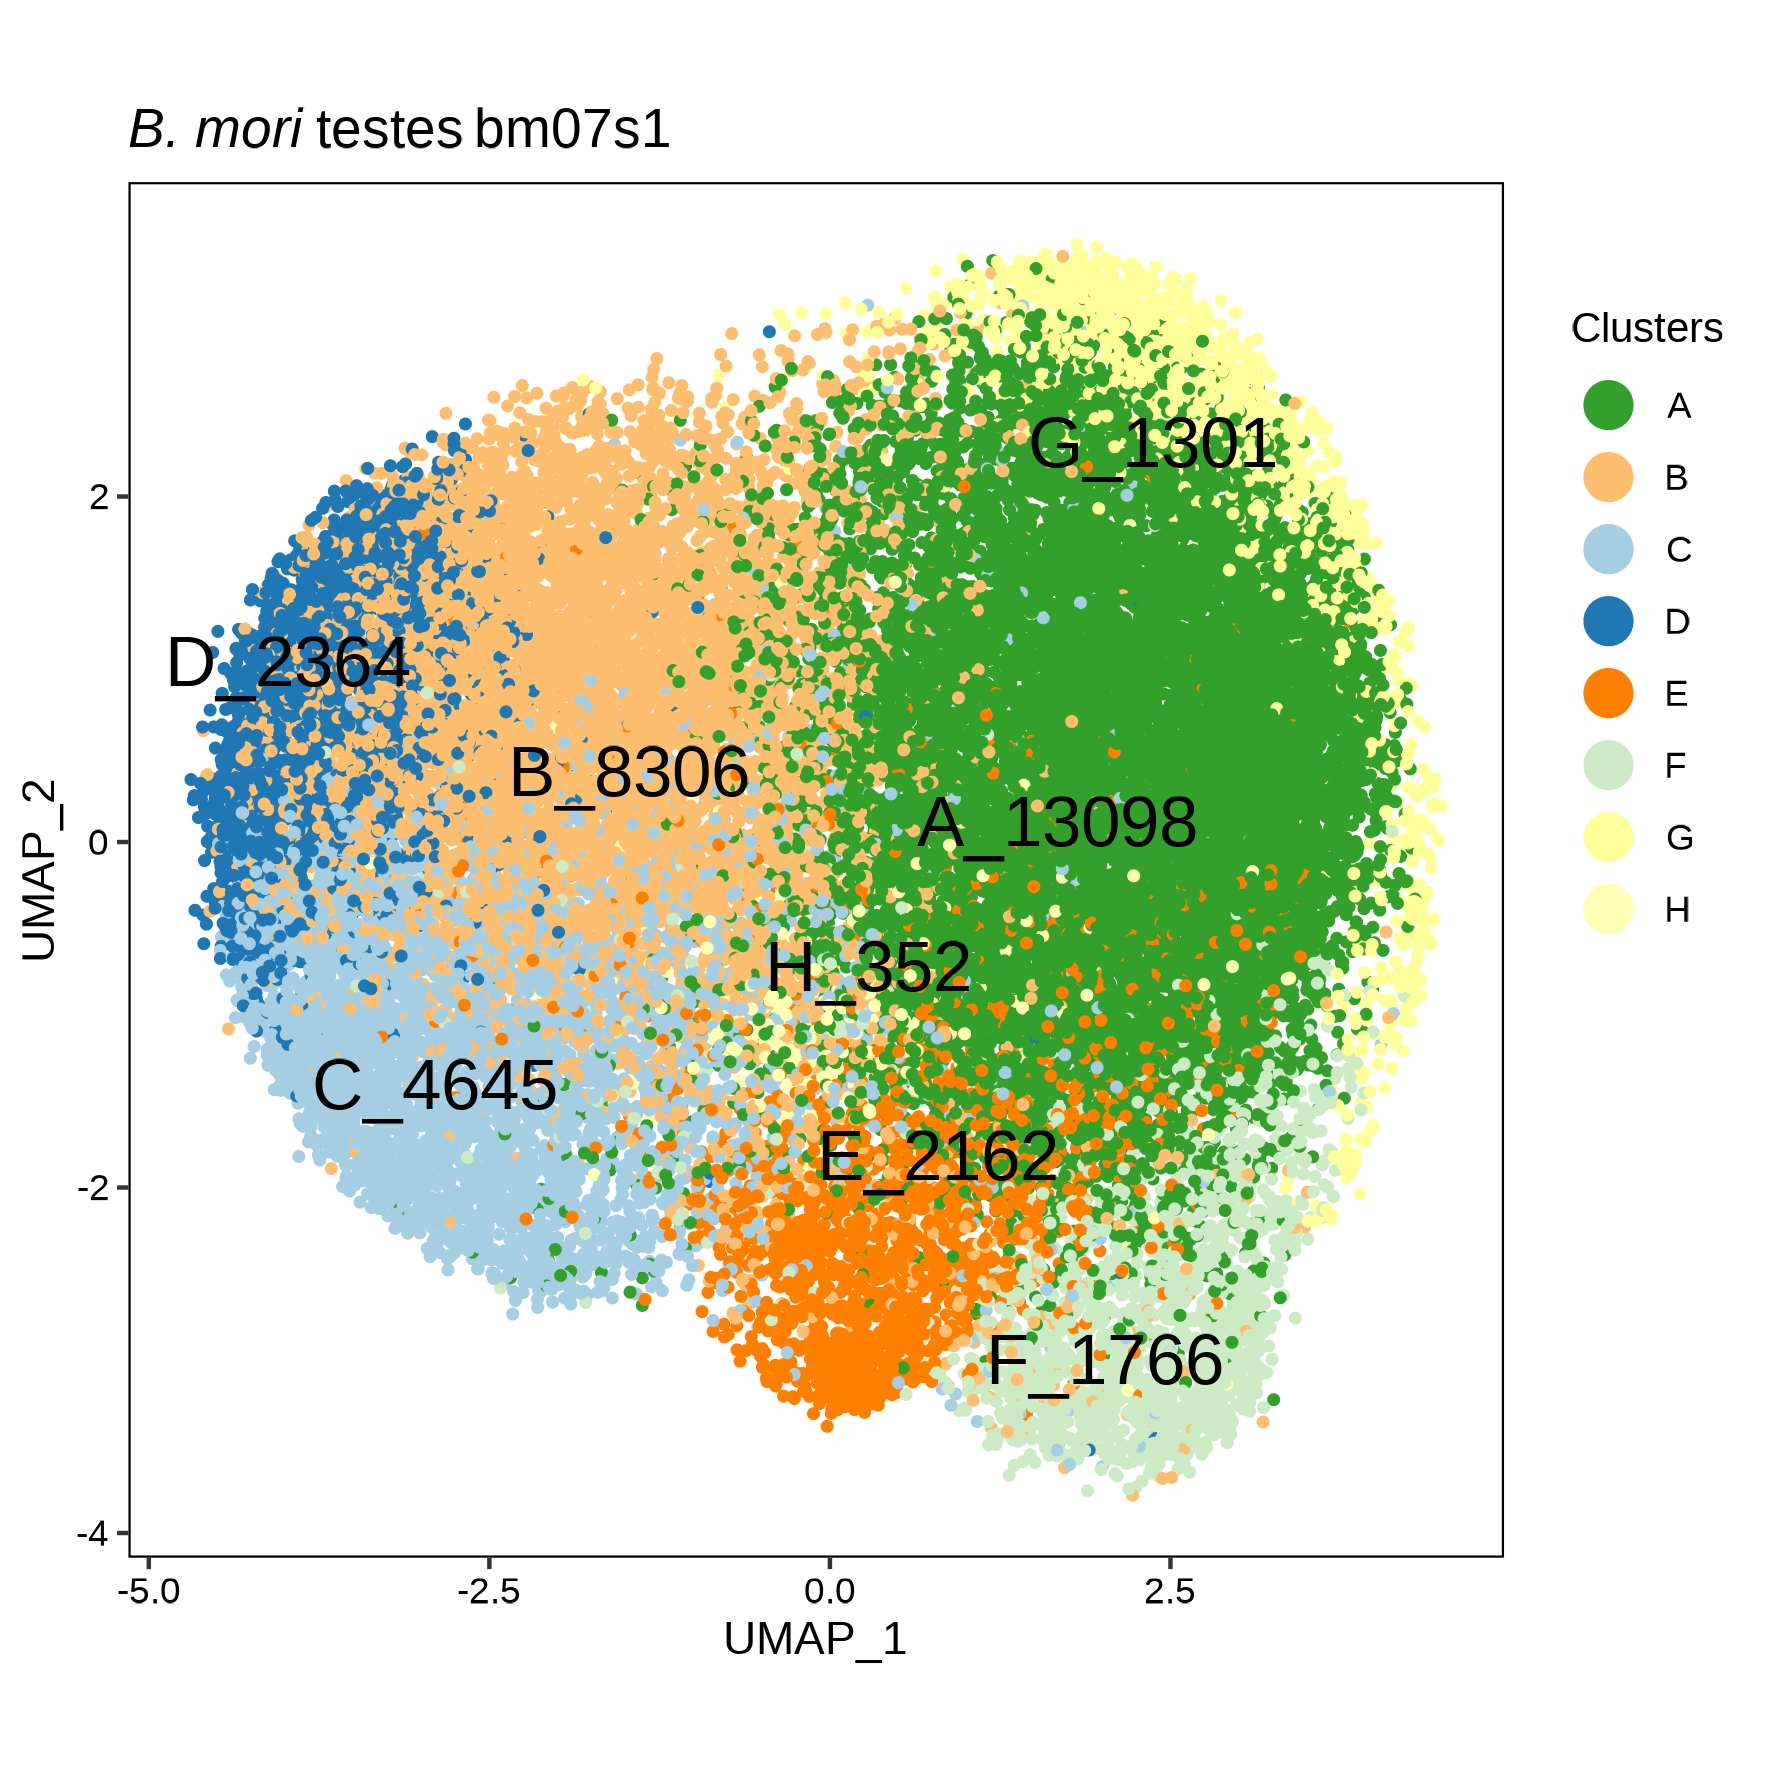 B. mori testes bm07s1
Clusters
A
B
C
D
E
F
G
H
G_1301
D_2364
B_8306
A_13098
H_352
C_4645
E_2162
F_1766
UMAP_2
2
0
-2
-4
-5.0
-2.5
0.0
2.5
UMAP_1